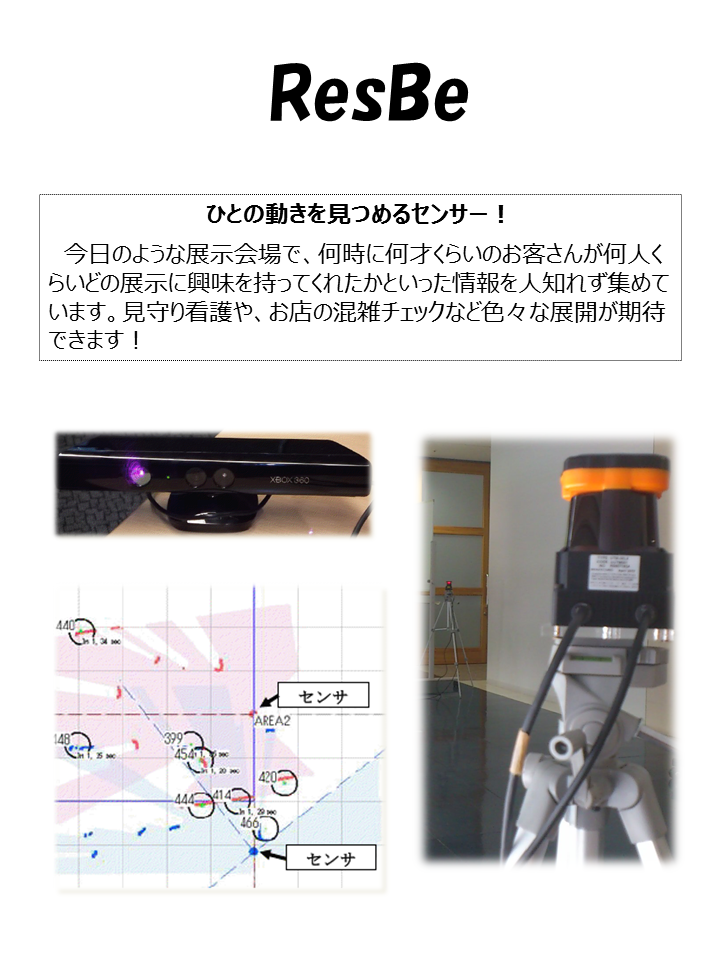 ResBe
ひとの動きを見つめるセンサー！
今日のような展示会場で、何時に何才くらいのお客さんが何人く
らいどの展示に興味を持ってくれたかといった情報を人知れず集めて
います。見守り看護や、お店の混雑チェックなど色々な展開が期待
できます！
XBOX 360
440
In 1, 34 sec
センサ
AREA2
448
In 1, 35 sec
399
454
In 1, 20 sec
420
444
414
In 1, 29 sec
466
センサ